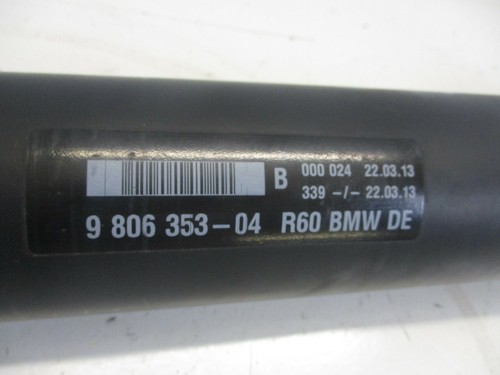 B 000 024 22.03.13
339 -/- 22.03.13
9 806 353-04 R60 BMW DE